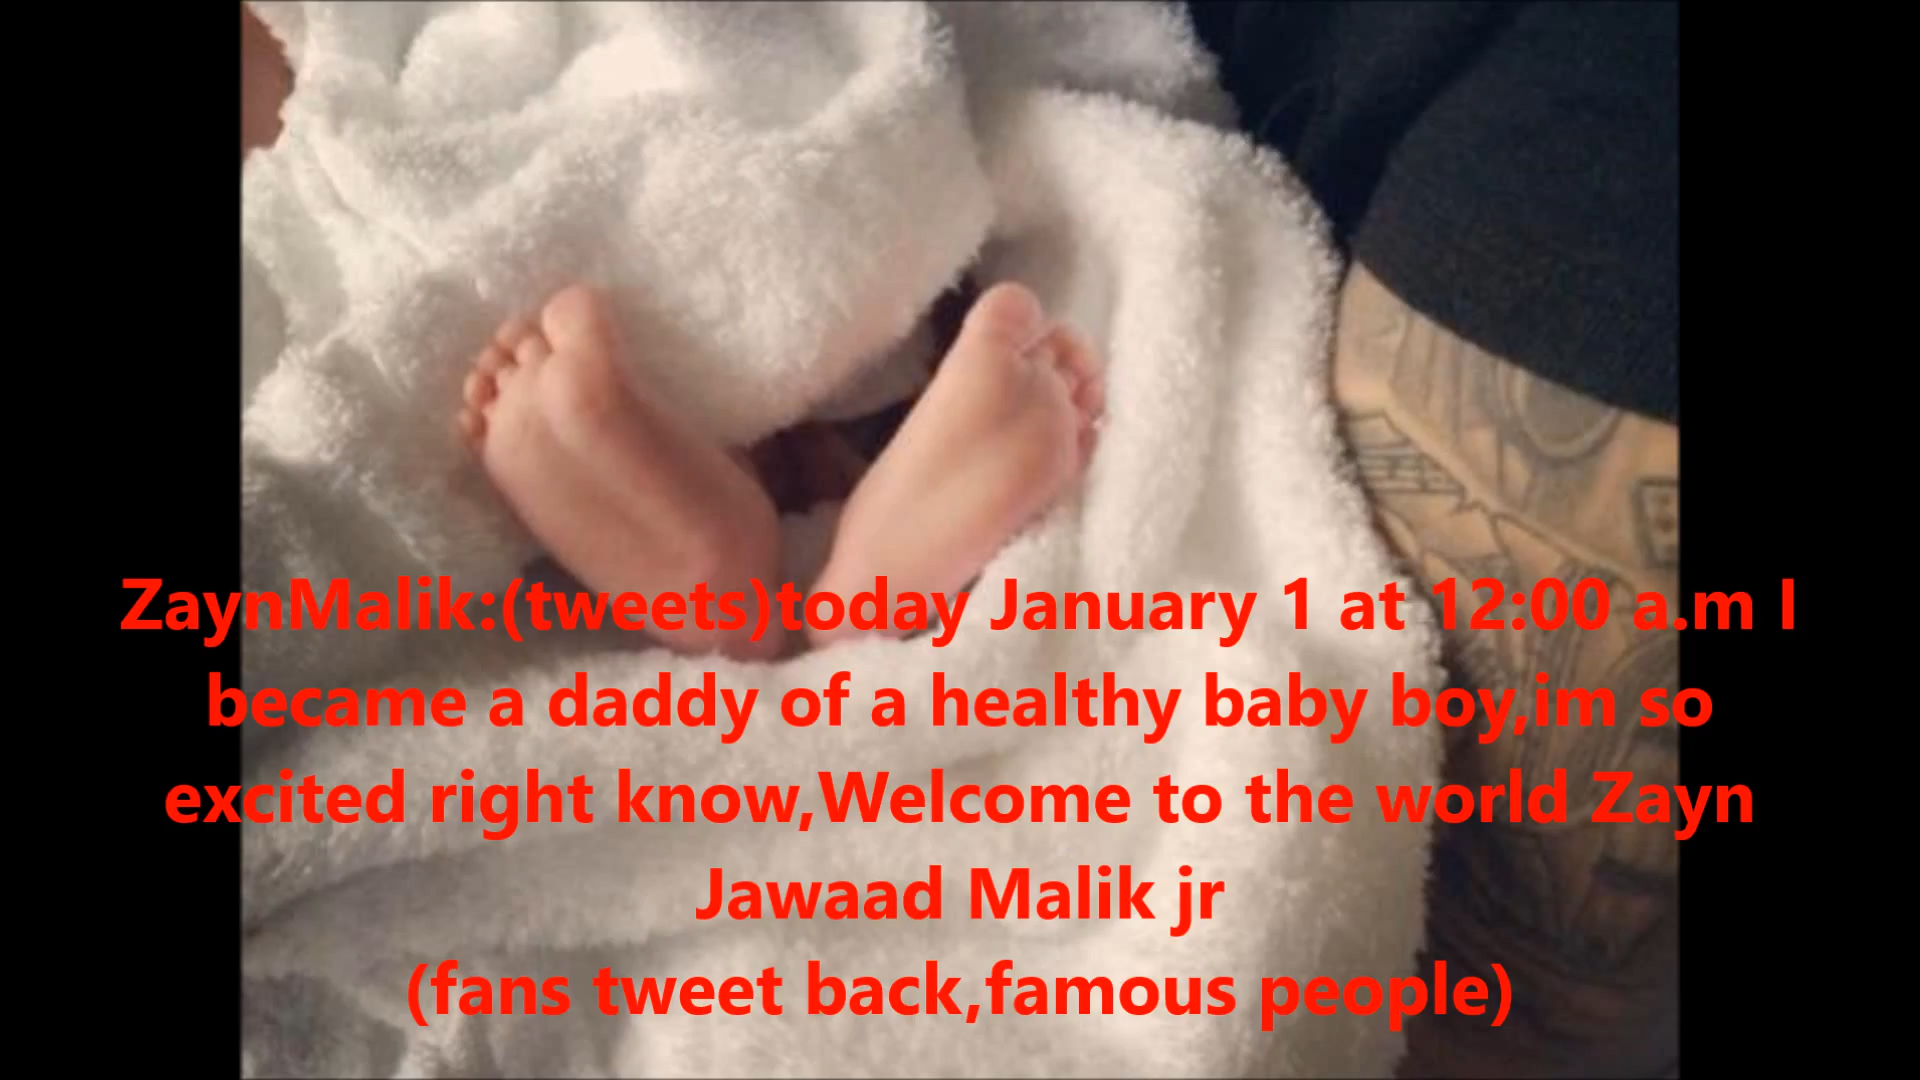 ZaynMalik:(tweets)today January 1 at 12:00 a.m I
became a daddy of a healthy baby boy,im so
excited right know,Welcome to the world Zayn
Jawaad Malik jr
(fans tweet back,famous people)